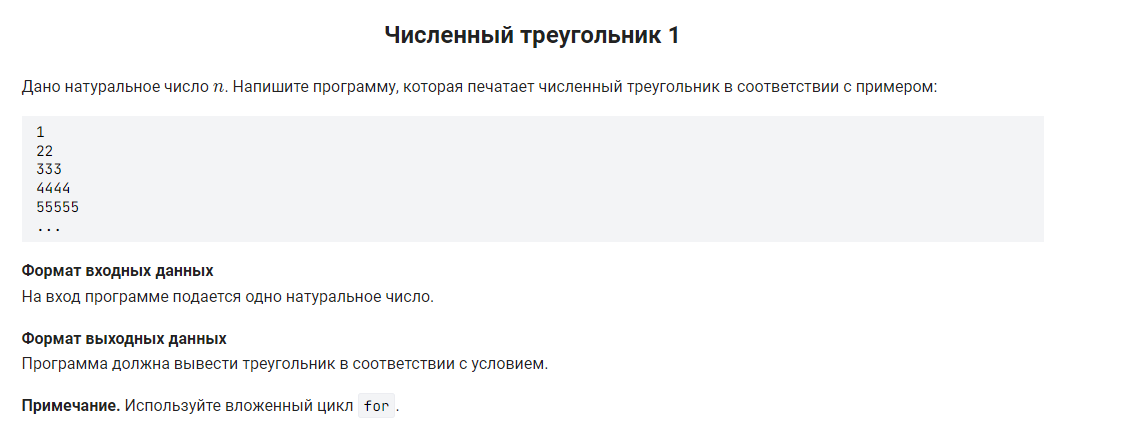 Численный треугольник 1
Дано натуральное число n. Напишите программу, которая печатает численный треугольник в соответствии с примером:
1
22
333
4444
55555
...
Формат входных данных
На вход программе подается одно натуральное число.
Формат выходных данных
Программа должна вывести треугольник в соответствии с условием.
Примечание. Используйте вложенный цикл for.